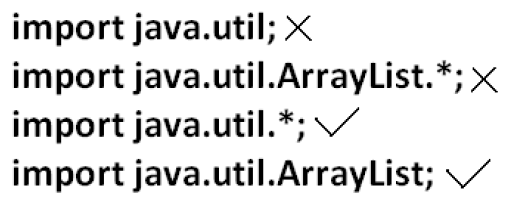 import java.util;
import java.util.ArrayList.*;
import java.util.*;
import java.util.ArrayList;